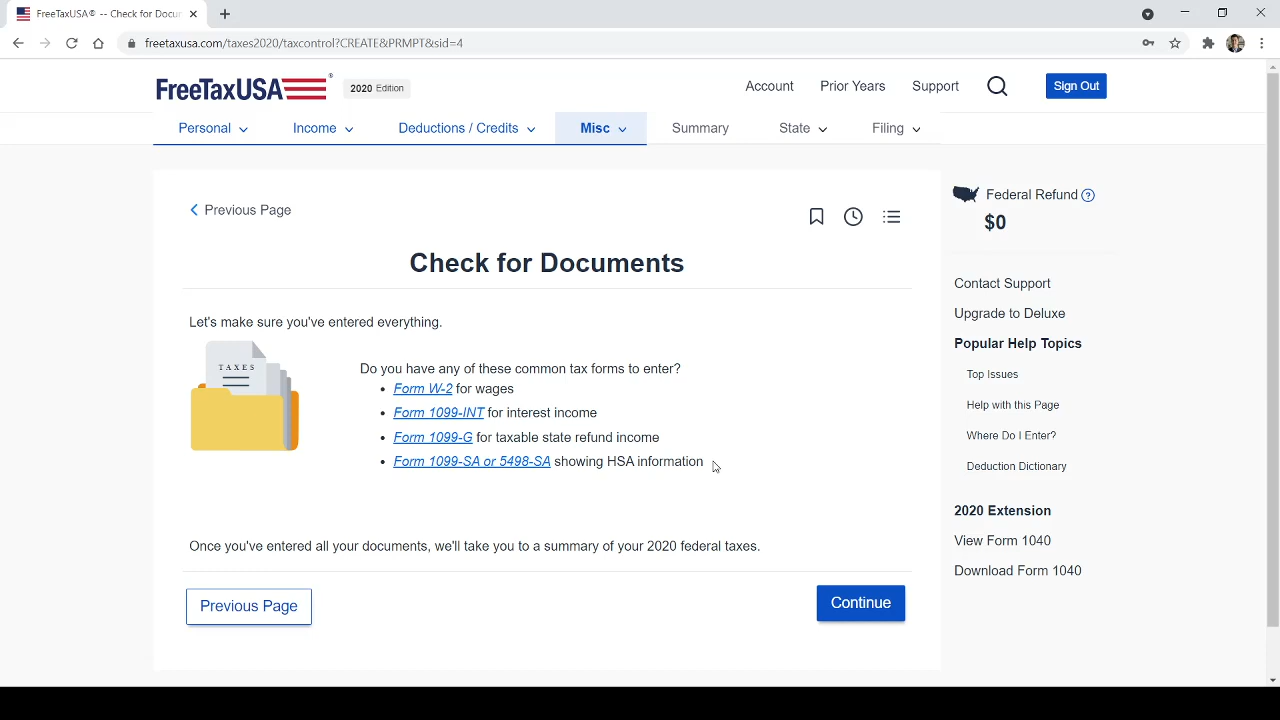 FreeTaxUSA® -- Check for Docum
freetaxusa.com/taxes2020/taxcontrol?CREATE&PRMPT&sid=4
FreeTaxUSA® 2020 Edition
Account Prior Years Support Sign Out
Personal Income Deductions / Credits Misc Summary State Filing
Previous Page
Check for Documents
Let's make sure you've entered everything.
TAXES
Do you have any of these common tax forms to enter?
• Form W-2 for wages
• Form 1099-INT for interest income
• Form 1099-G for taxable state refund income
• Form 1099-SA or 5498-SA showing HSA information
Once you've entered all your documents, we'll take you to a summary of your 2020 federal taxes.
Previous Page Continue
Federal Refund ?
$0
Contact Support
Upgrade to Deluxe
Popular Help Topics
Top Issues
Help with this Page
Where Do I Enter?
Deduction Dictionary
2020 Extension
View Form 1040
Download Form 1040